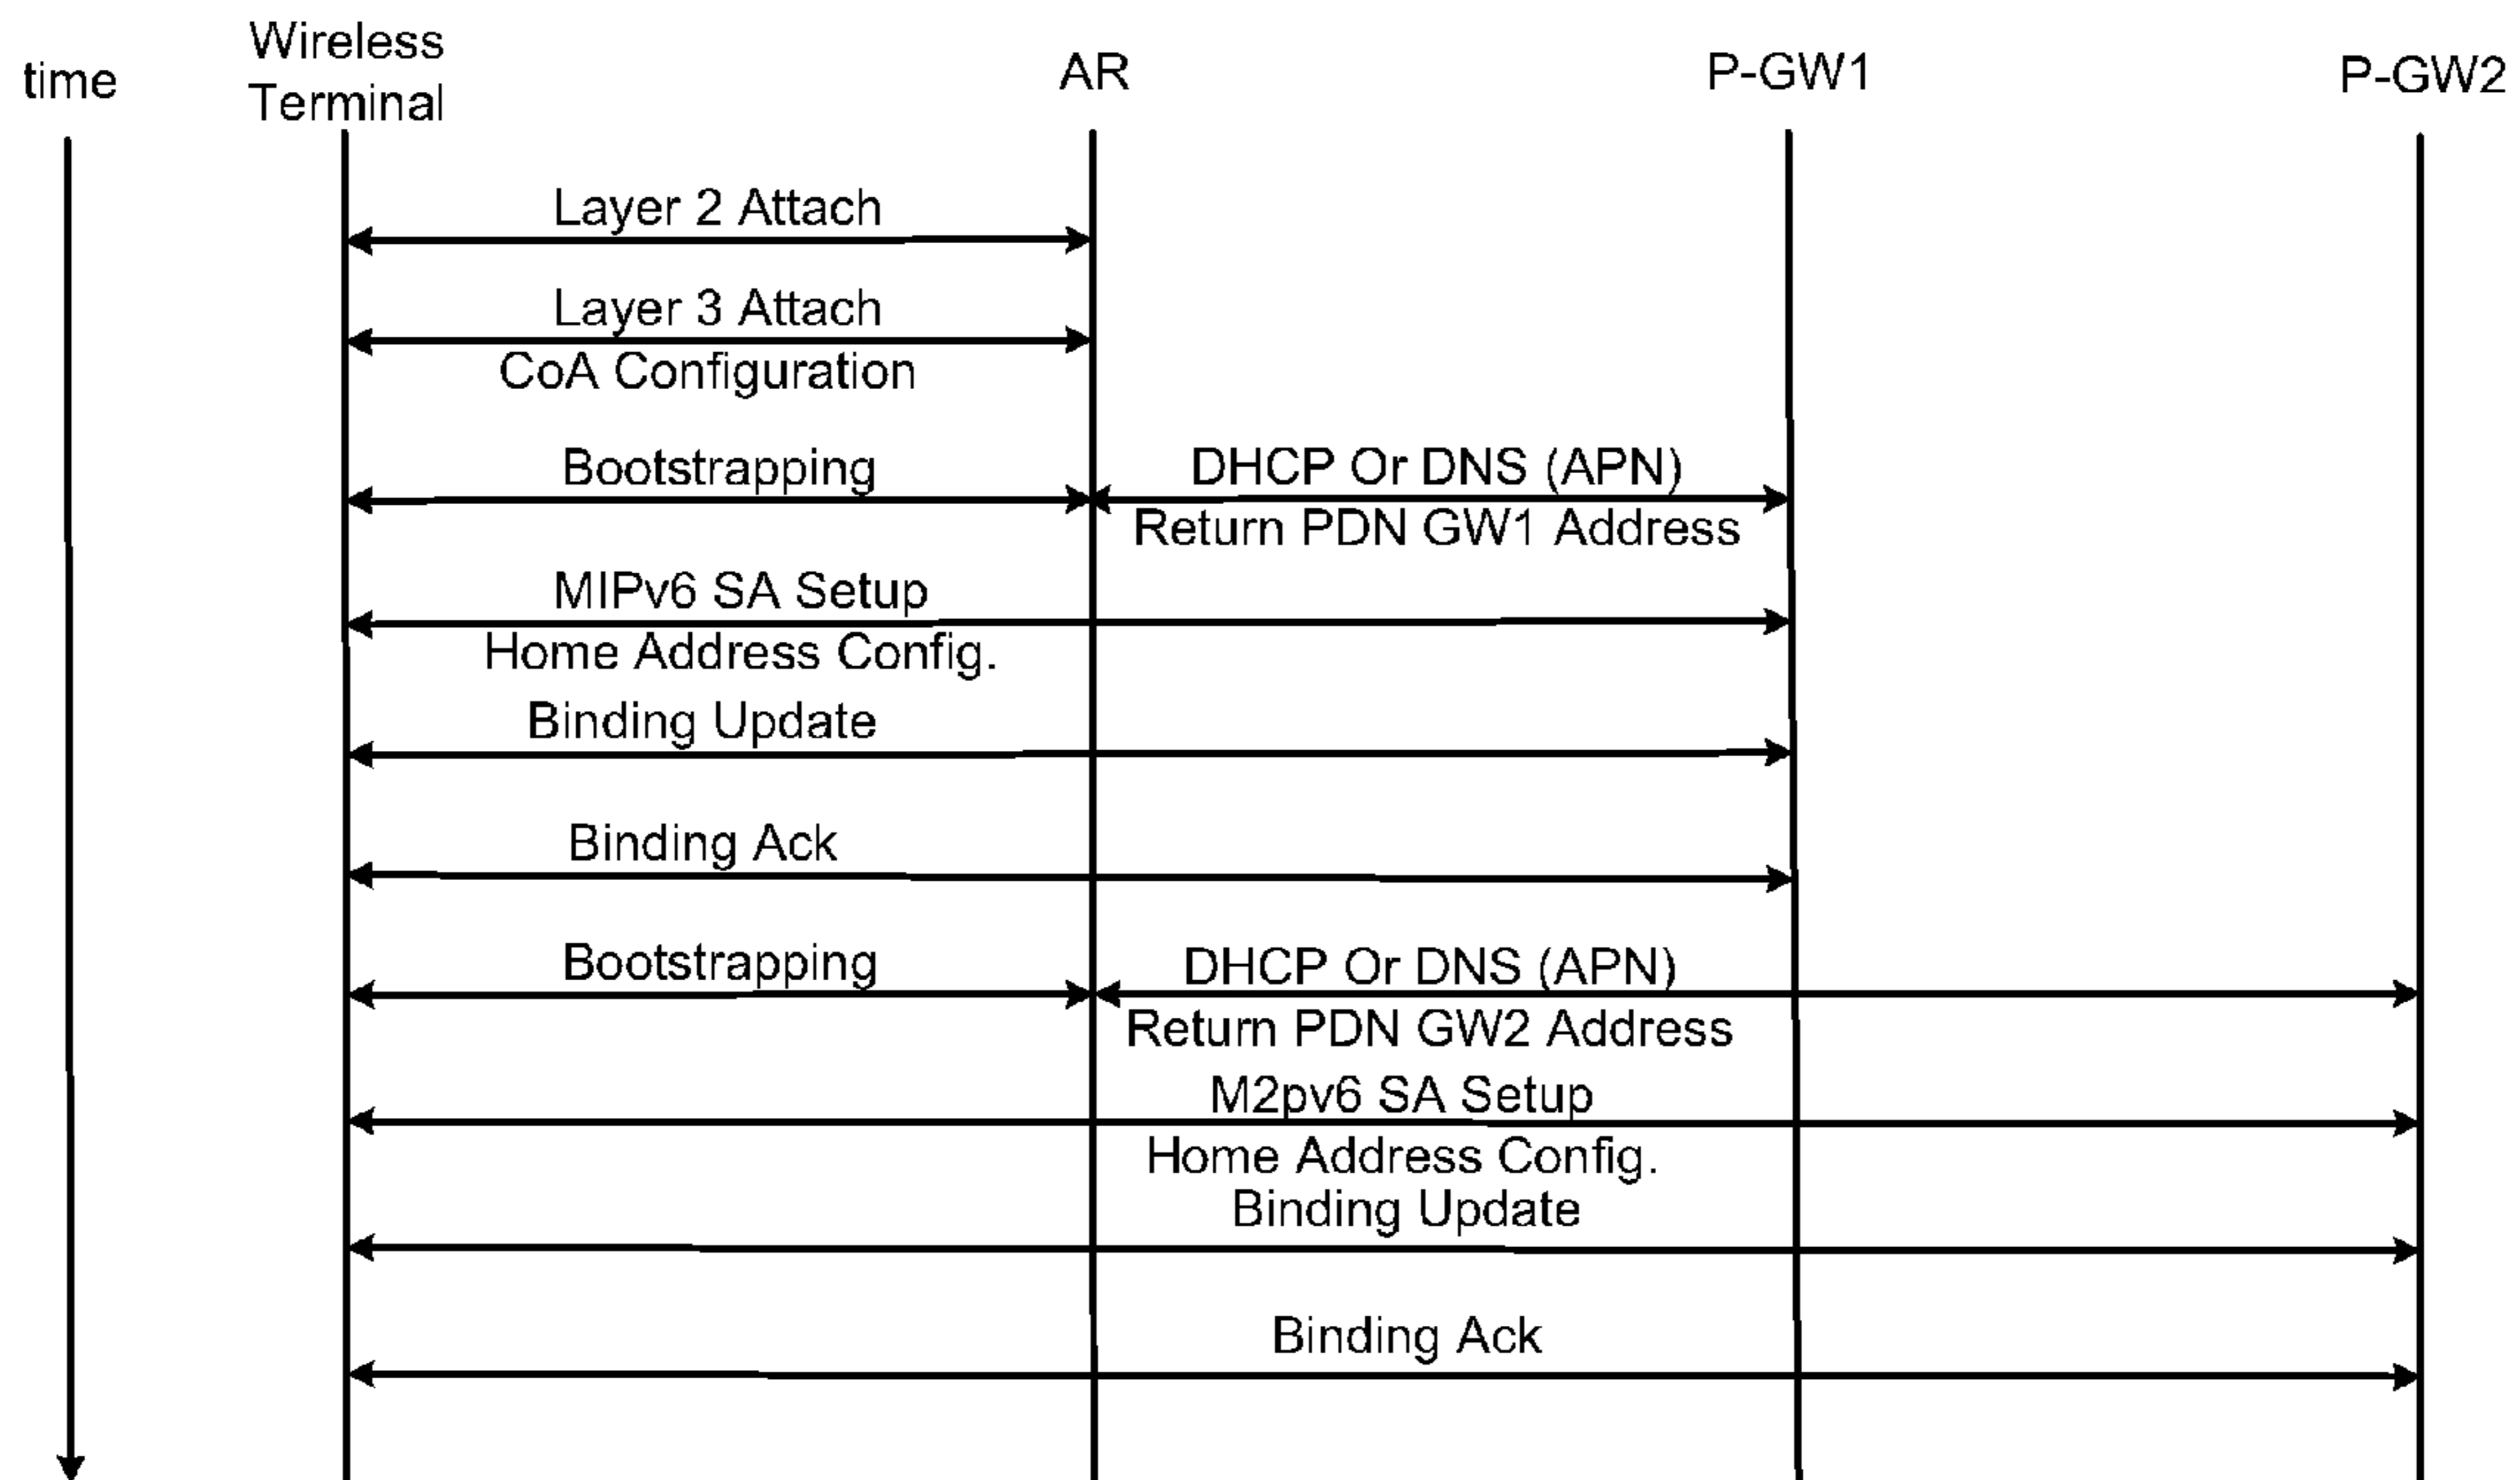 time
Wireless
Terminal
AR
P-GW1
P-GW2
Layer 2 Attach
Layer 3 Attach
CoA Configuration
Bootstrapping
DHCP Or DNS (APN)
Return PDN GW1 Address
MIPv6 SA Setup
Home Address Config.
Binding Update
Binding Ack
Bootstrapping
DHCP Or DNS (APN)
Return PDN GW2 Address
M2pv6 SA Setup
Home Address Config.
Binding Update
Binding Ack